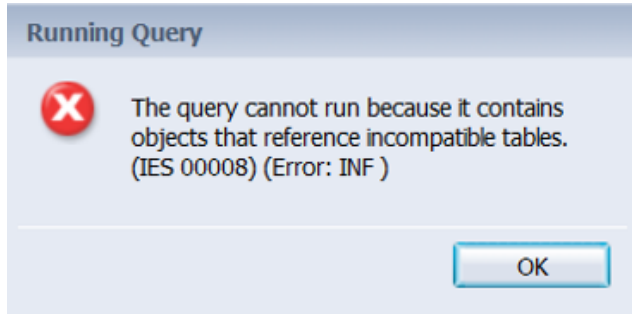 Running Query
The query cannot run because it contains
objects that reference incompatible tables.
(IES 00008) (Error: INF )
OK